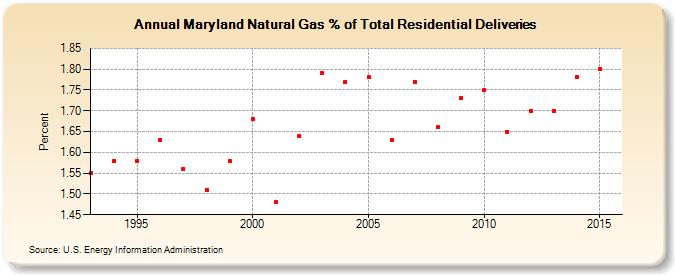 Annual Maryland Natural Gas % of Total Residential Deliveries
Percent
1.85
1.80
1.75
1.70
1.65
1.60
1.55
1.50
1.45
1995 2000 2005 2010 2015
Source: U.S. Energy Information Administration